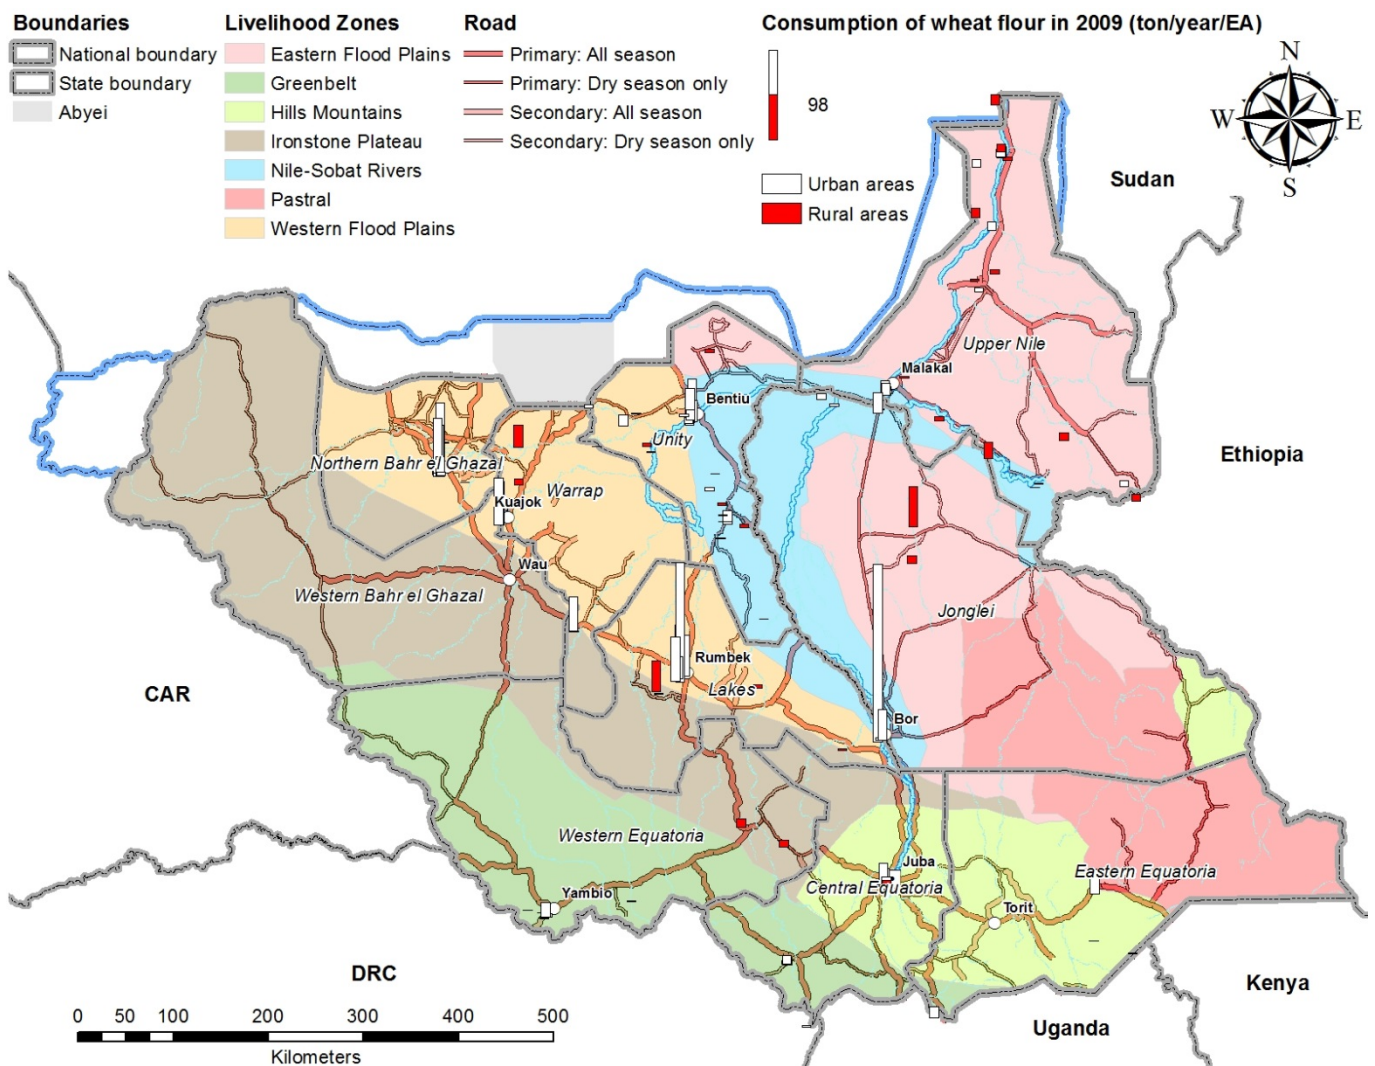 Boundaries
National boundary
State boundary
Abyei
Livelihood Zones
Eastern Flood Plains
Greenbelt
Hills Mountains
Ironstone Plateau
Nile-Sobat Rivers
Pastral
Western Flood Plains
Road
Primary: All season
Primary: Dry season only
Secondary: All season
Secondary: Dry season only
Consumption of wheat flour in 2009 (ton/year/EA)
98
Urban areas
Rural areas
N
W E
S
Sudan
Upper Nile
Malakal
Bentiu
Unity
Ethiopia
Northern Bahr el Ghazal
Warrap
Kuajok
Wau
Western Bahr el Ghazal
Jonglei
Rumbek
Lakes
CAR
Bor
Western Equatoria
Juba
Central Equatoria
Eastern Equatoria
Yambio
Torit
DRC
Kenya
Uganda
0 50 100 200 300 400 500
Kilometers